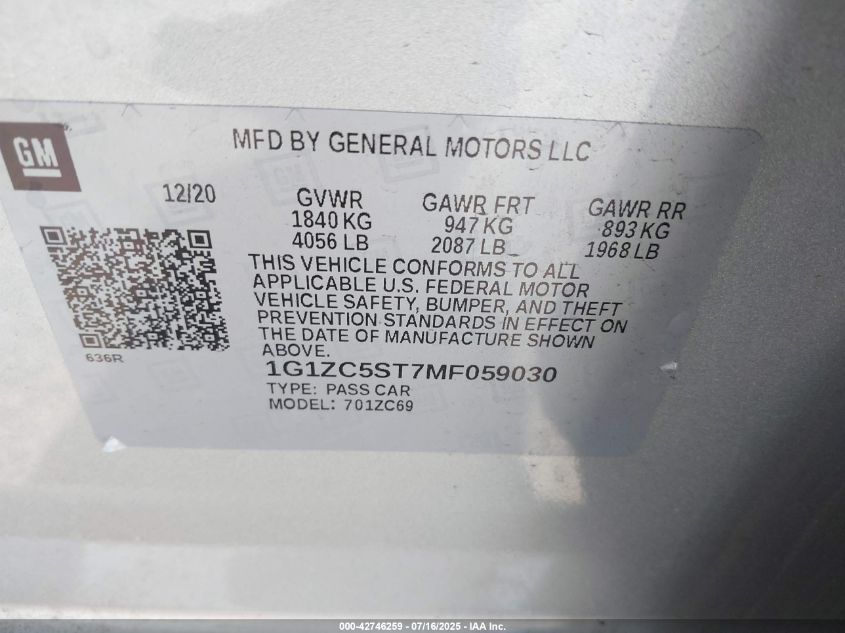 GM
MFD BY GENERAL MOTORS LLC
12/20
GVWR
1840 KG
4056 LB
GAWR FRT
947 KG
2087 LB
GAWR RR
893 KG
1968 LB
THIS VEHICLE CONFORMS TO ALL
APPLICABLE U.S. FEDERAL MOTOR
VEHICLE SAFETY, BUMPER, AND THEFT
PREVENTION STANDARDS IN EFFECT ON
THE DATE OF MANUFACTURE SHOWN
ABOVE.
636R
1G1ZC5ST7MF059030
TYPE: PASS CAR
MODEL: 701ZC69
000-42746259 - 07/16/2025 - IAA Inc.